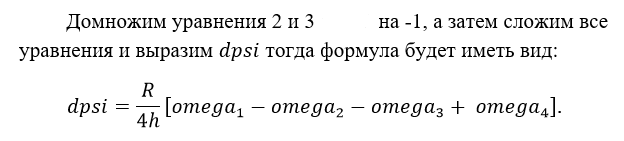 Домножим уравнения 2 и 3 на -1, а затем сложим все
уравнения и выразим dpsi тогда формула будет иметь вид:
dpsi = R/4h [omega₁ − omega₂ − omega₃ + omega₄].